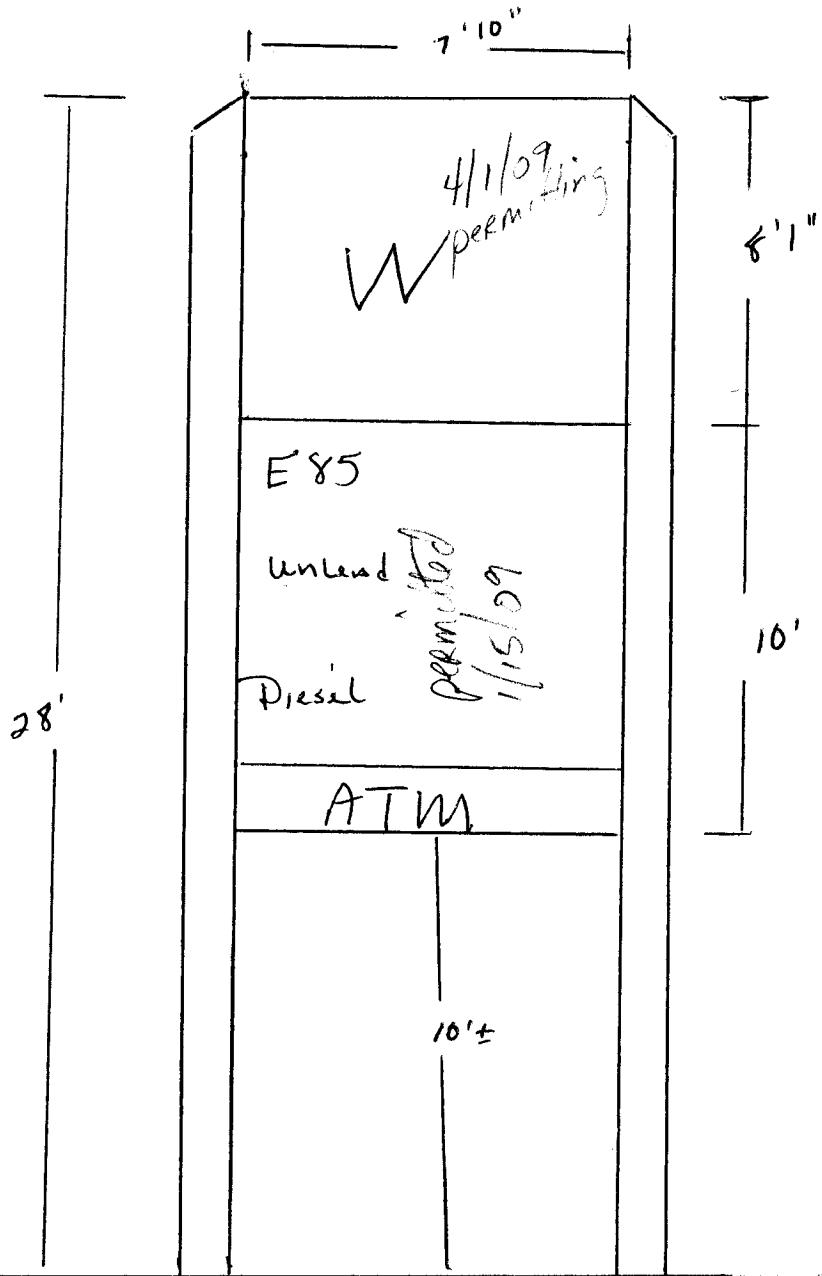 7'10"
4/1/09
permitting
W
8'1"
E85
Unlead
permitted
1/15/09
Diesel
10'
28'
ATM
10'±